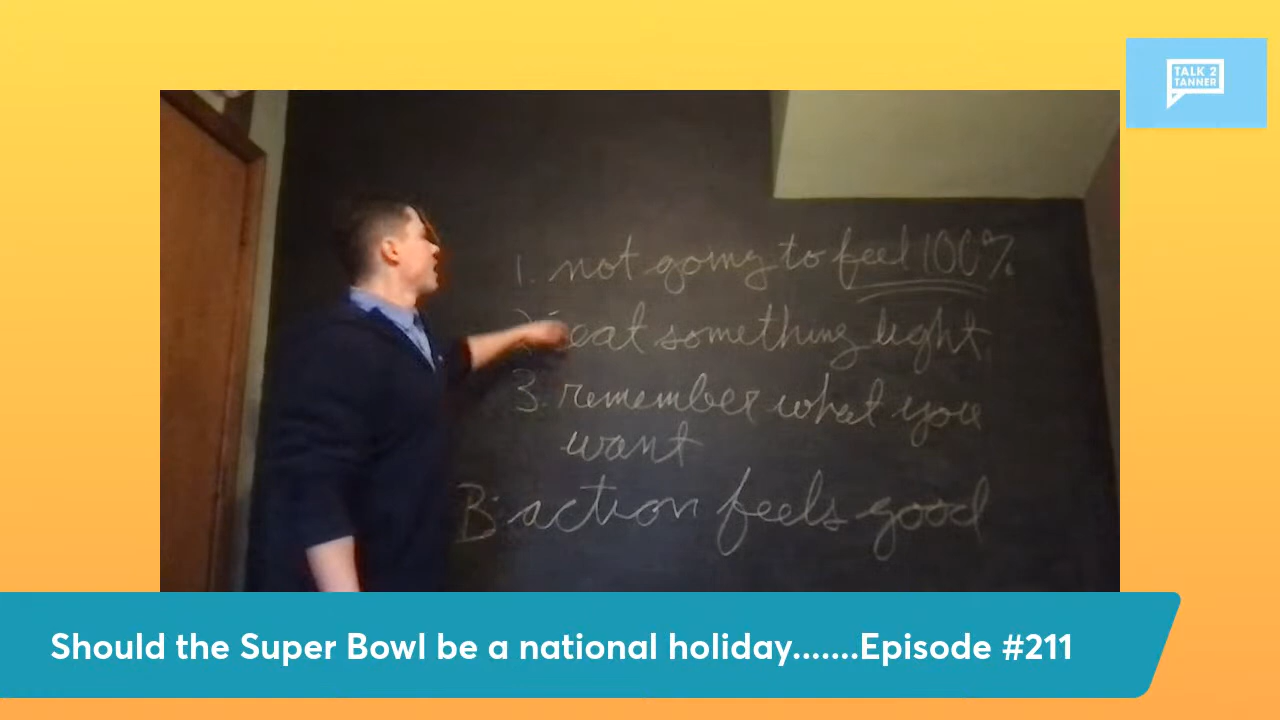 TALK 2
TANNER
1. not going to feel 100%
2. eat something light
3. remember what you
want
B: action feels good
Should the Super Bowl be a national holiday.......Episode #211